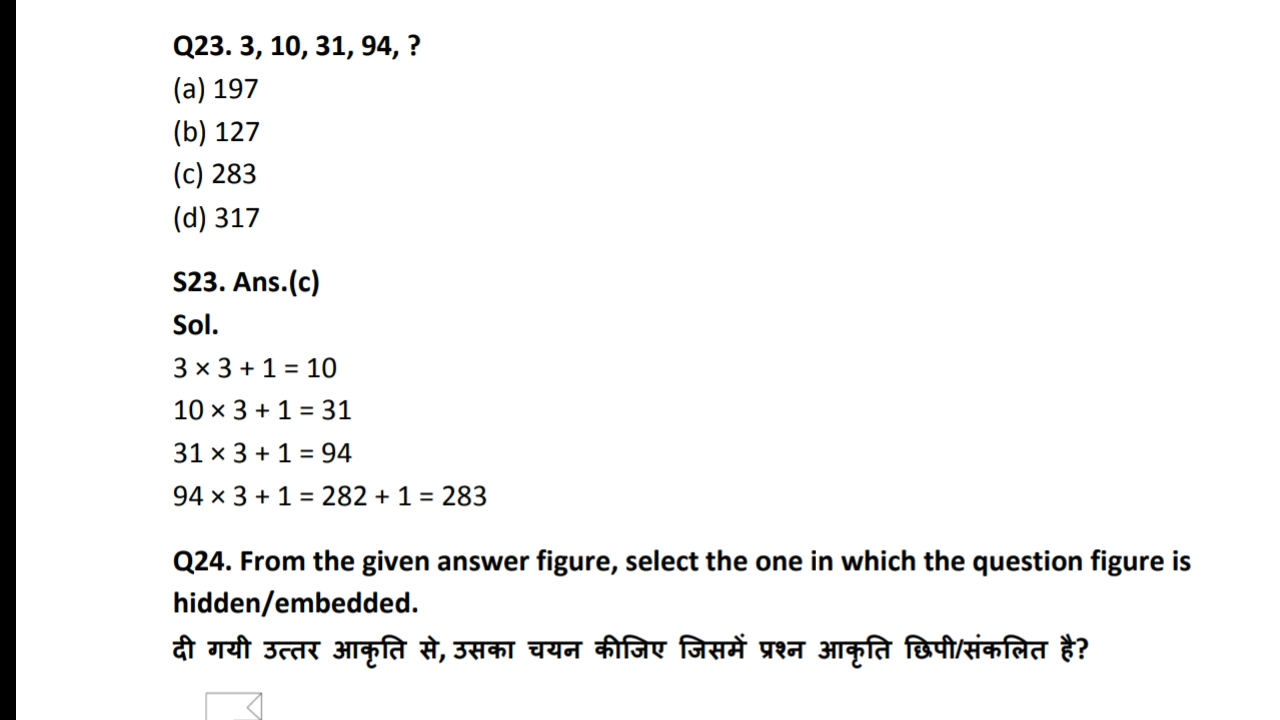 Q23. 3, 10, 31, 94, ?
(a) 197
(b) 127
(c) 283
(d) 317
S23. Ans.(c)
Sol.
3 × 3 + 1 = 10
10 × 3 + 1 = 31
31 × 3 + 1 = 94
94 × 3 + 1 = 282 + 1 = 283
Q24. From the given answer figure, select the one in which the question figure is
hidden/embedded.
दी गयी उत्तर आकृति से, उसका चयन कीजिए जिसमें प्रश्न आकृति छिपी/संकलित है?